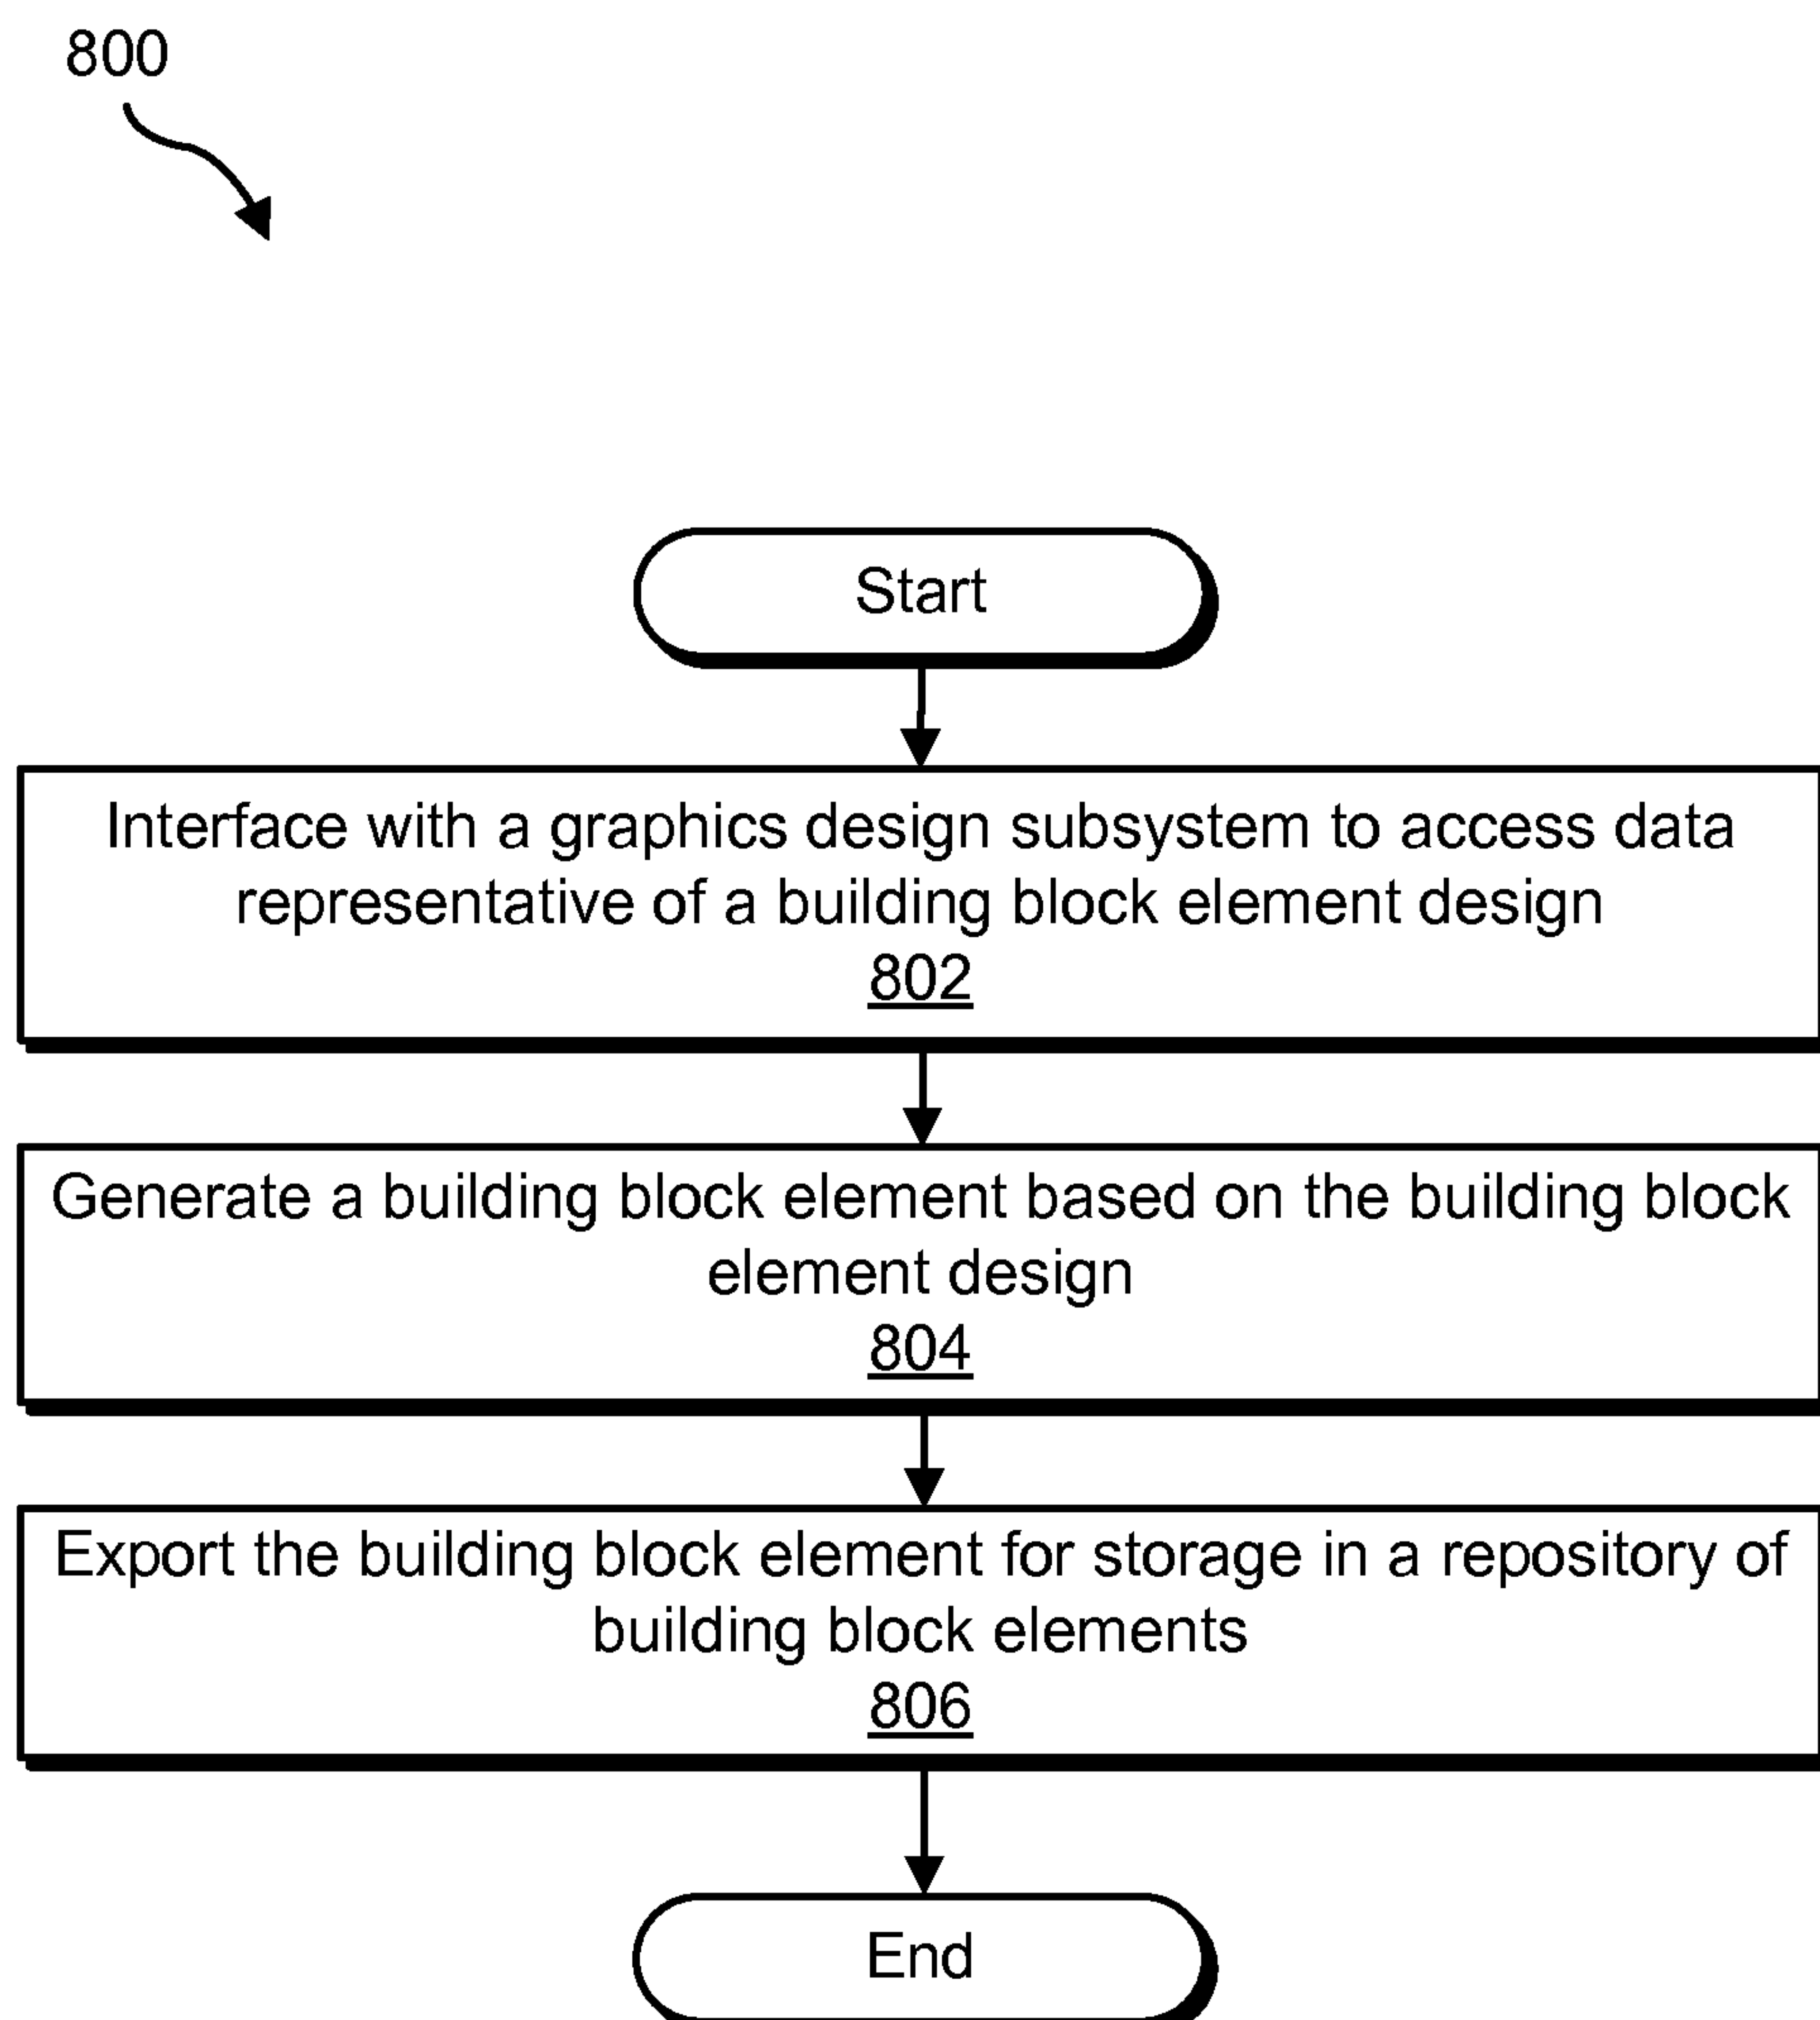 800
Start
Interface with a graphics design subsystem to access data
representative of a building block element design
802
Generate a building block element based on the building block
element design
804
Export the building block element for storage in a repository of
building block elements
806
End